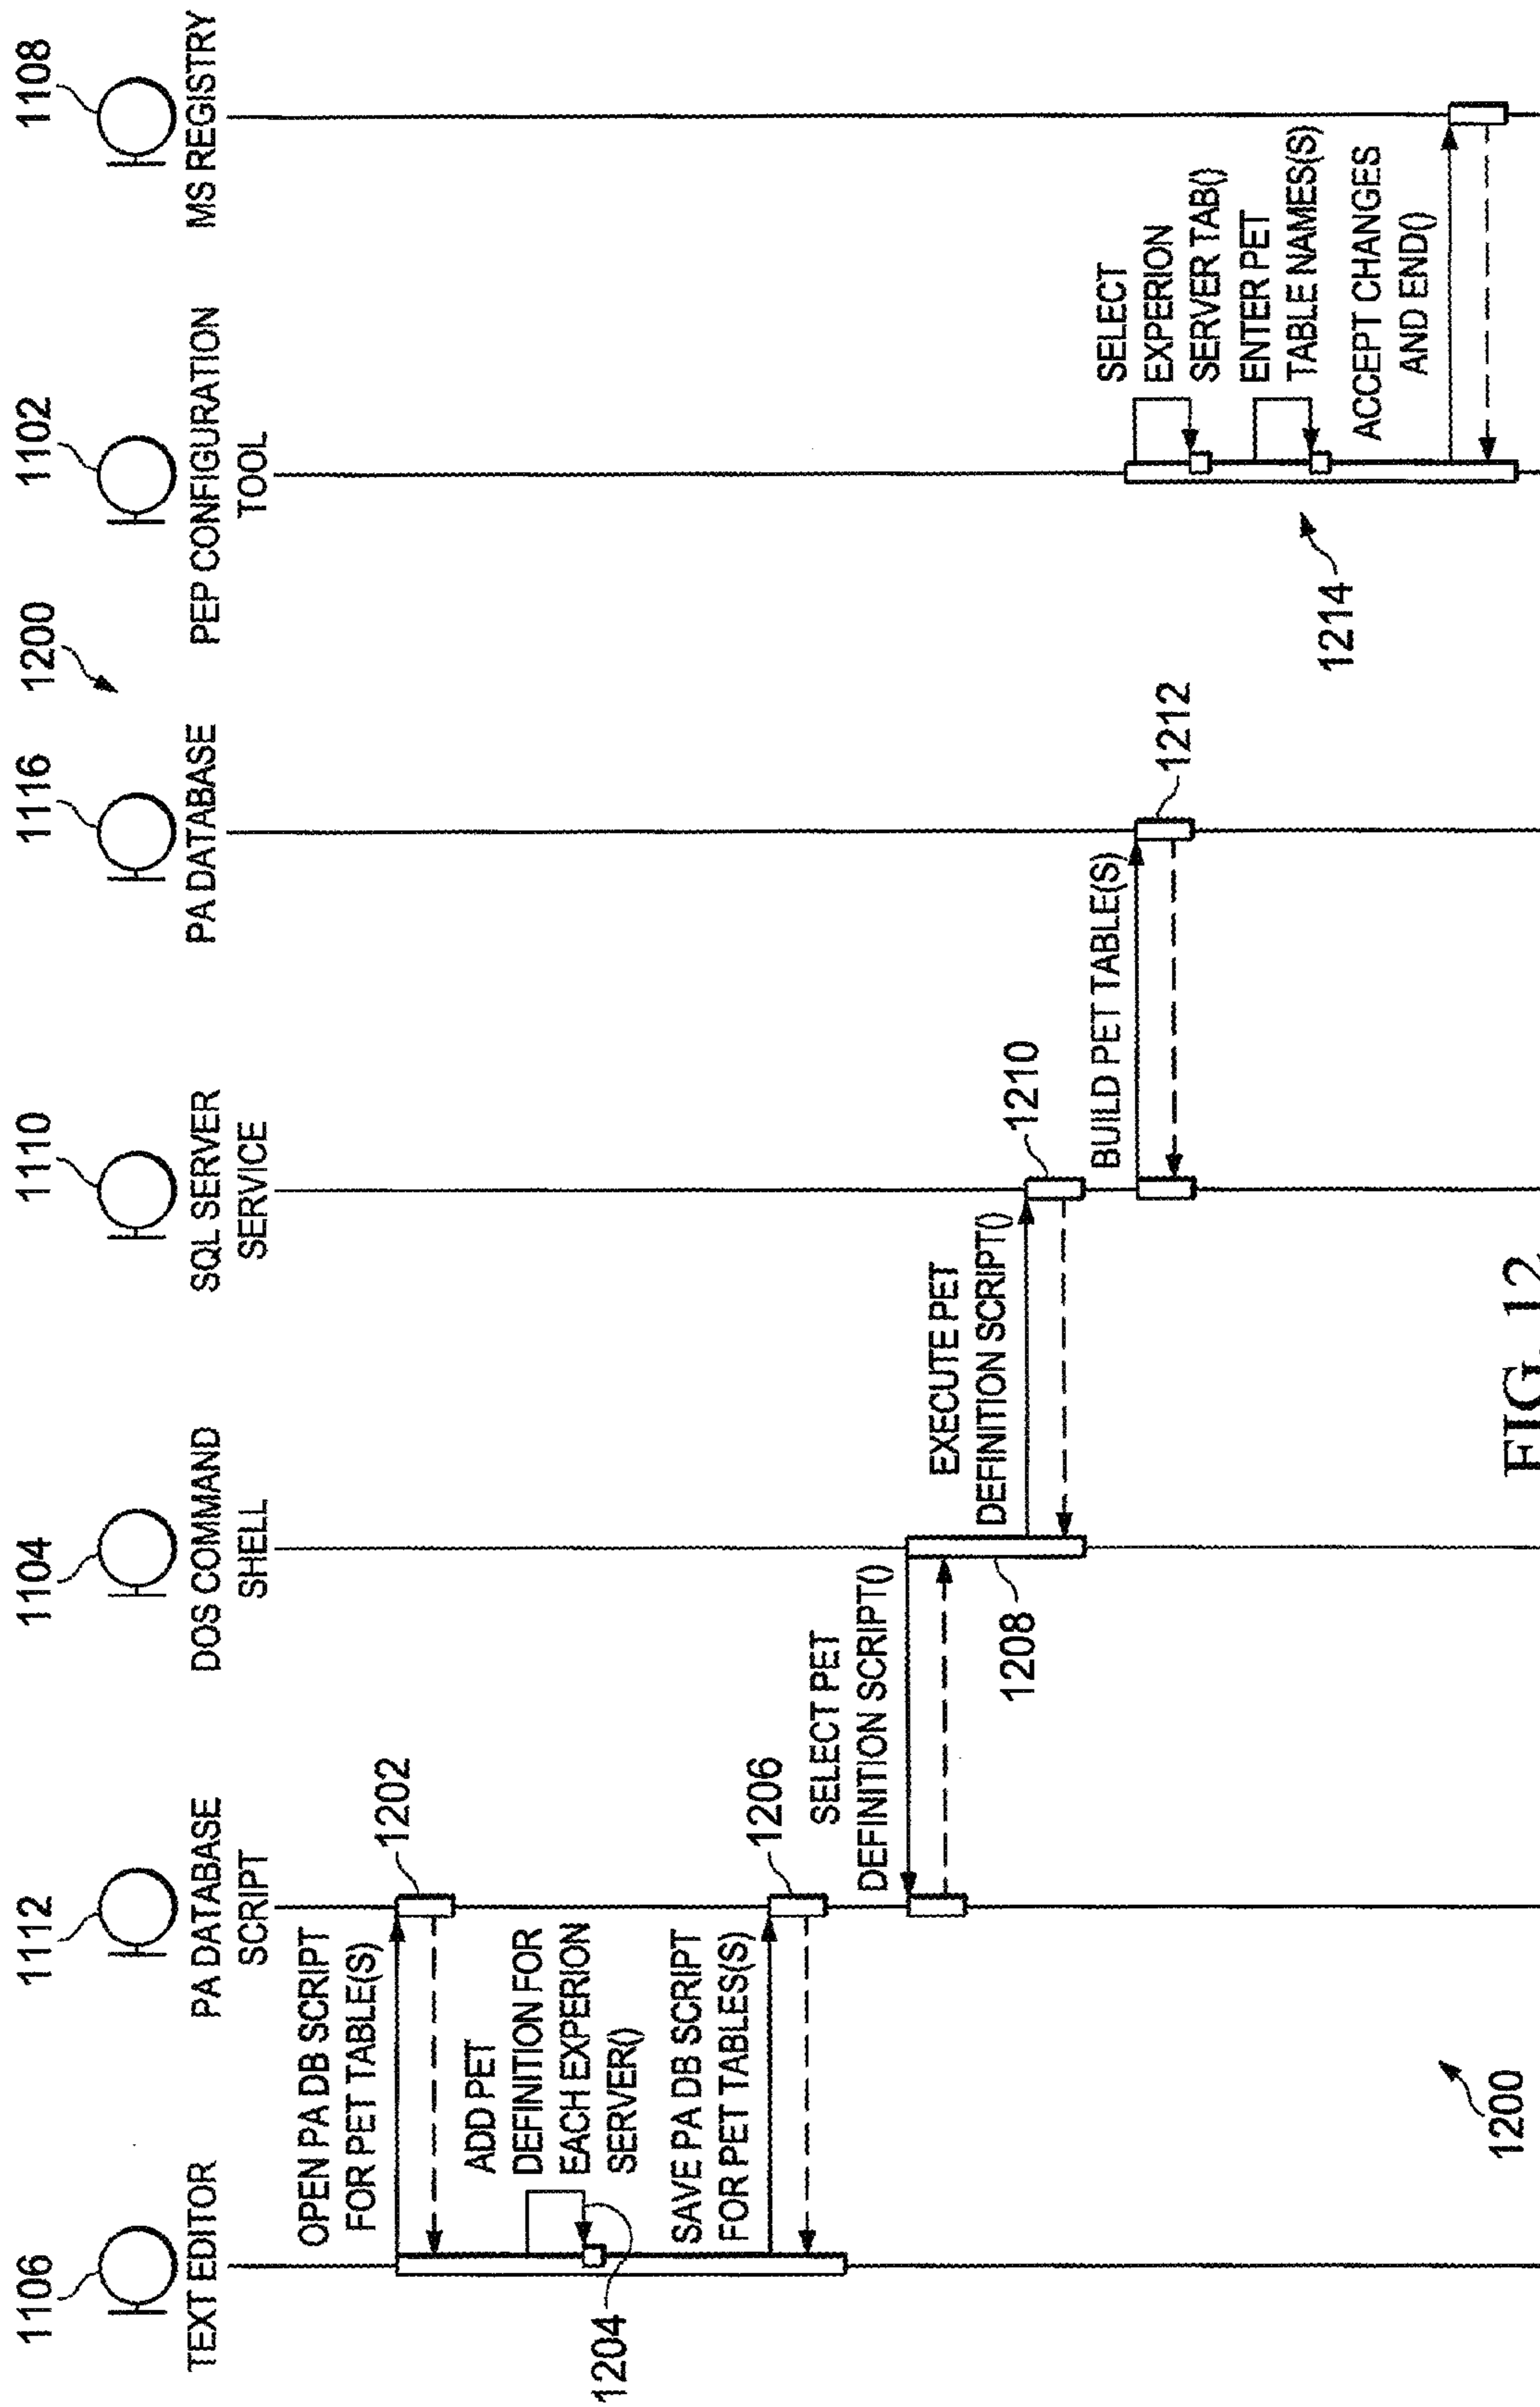 1106
TEXT EDITOR
1112
PA DATABASE
SCRIPT
1104
DOS COMMAND
SHELL
1110
SQL SERVER
SERVICE
1116
PA DATABASE
1200
1102
PEP CONFIGURATION
TOOL
1108
MS REGISTRY
OPEN PA DB SCRIPT
FOR PET TABLE(S)
1202
ADD PET
DEFINITION FOR
EACH EXPERION
SERVER()
1204
SAVE PA DB SCRIPT
FOR PET TABLES(S)
1206
SELECT PET
DEFINITION SCRIPT()
1208
EXECUTE PET
DEFINITION SCRIPT()
1210
BUILD PET TABLE(S)
1212
SELECT
EXPERION
SERVER TAB()
ENTER PET
TABLE NAMES(S)
1214
ACCEPT CHANGES
AND END()
1200
FIG. 12